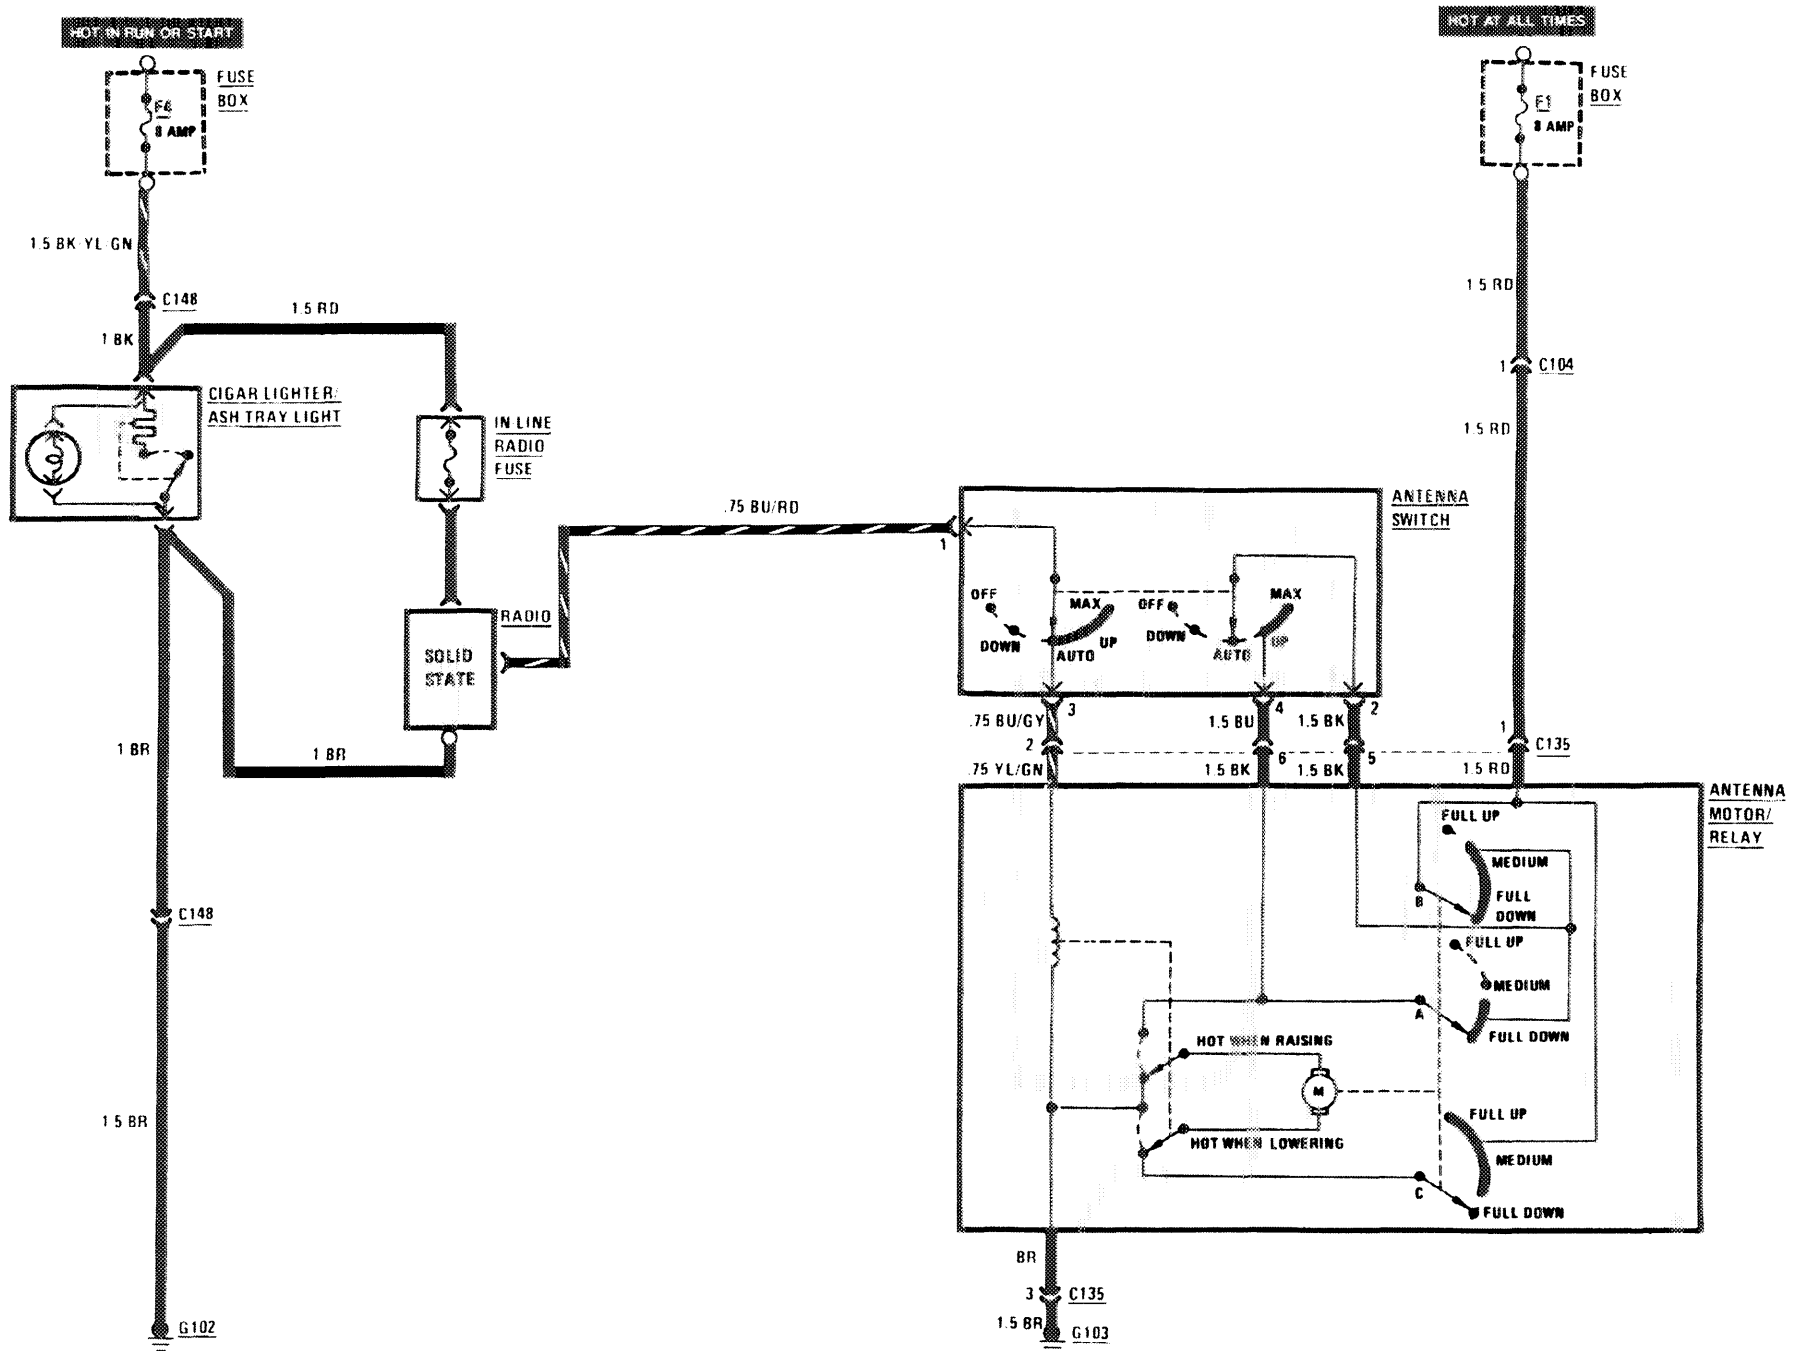 HOT IN RUN OR START
FUSE
BOX
F4
8 AMP
1.5 BK YL GN
C148
1 BK
1.5 RD
CIGAR LIGHTER/
ASH TRAY LIGHT
IN-LINE
RADIO
FUSE
RADIO
SOLID
STATE
1 BR
1 BR
C148
1.5 BR
G102
.75 BU/RD
HOT AT ALL TIMES
FUSE
BOX
F1
8 AMP
1 5 RD
1
C104
1.5 RD
ANTENNA
SWITCH
1
OFF
DOWN
AUTO
UP
MAX
OFF
DOWN
AUTO
UP
MAX
3
4
2
.75 BU/GY
1.5 BU
1.5 BK
2
6
5
1
C135
.75 YL/GN
1.5 BK
1.5 BK
1.5 RD
ANTENNA
MOTOR/
RELAY
FULL UP
MEDIUM
FULL
DOWN
B
FULL UP
MEDIUM
FULL DOWN
A
HOT WHEN RAISING
M
HOT WHEN LOWERING
FULL UP
MEDIUM
FULL DOWN
C
BR
3
C135
1.5 BR
G103